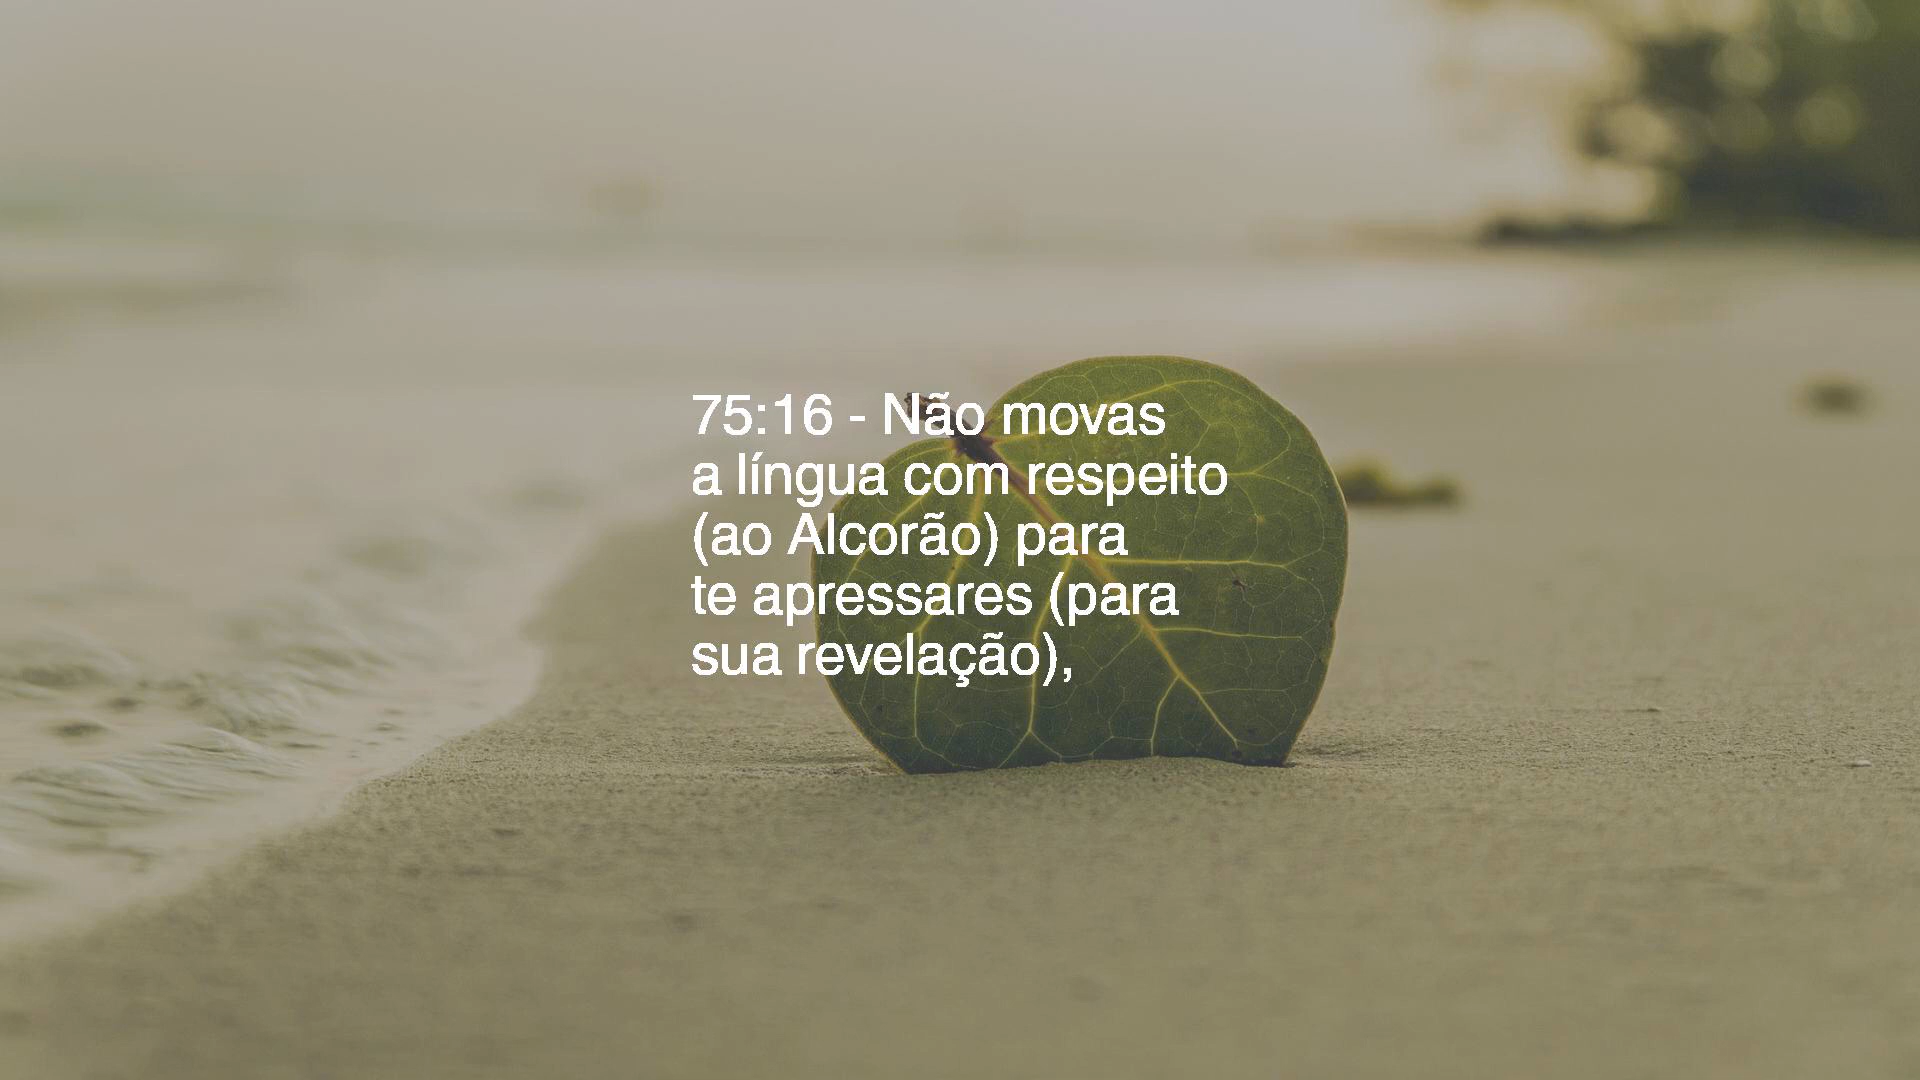 75:16 - Não movas
a língua com respeito
(ao Alcorão) para
te apressares (para
sua revelação),